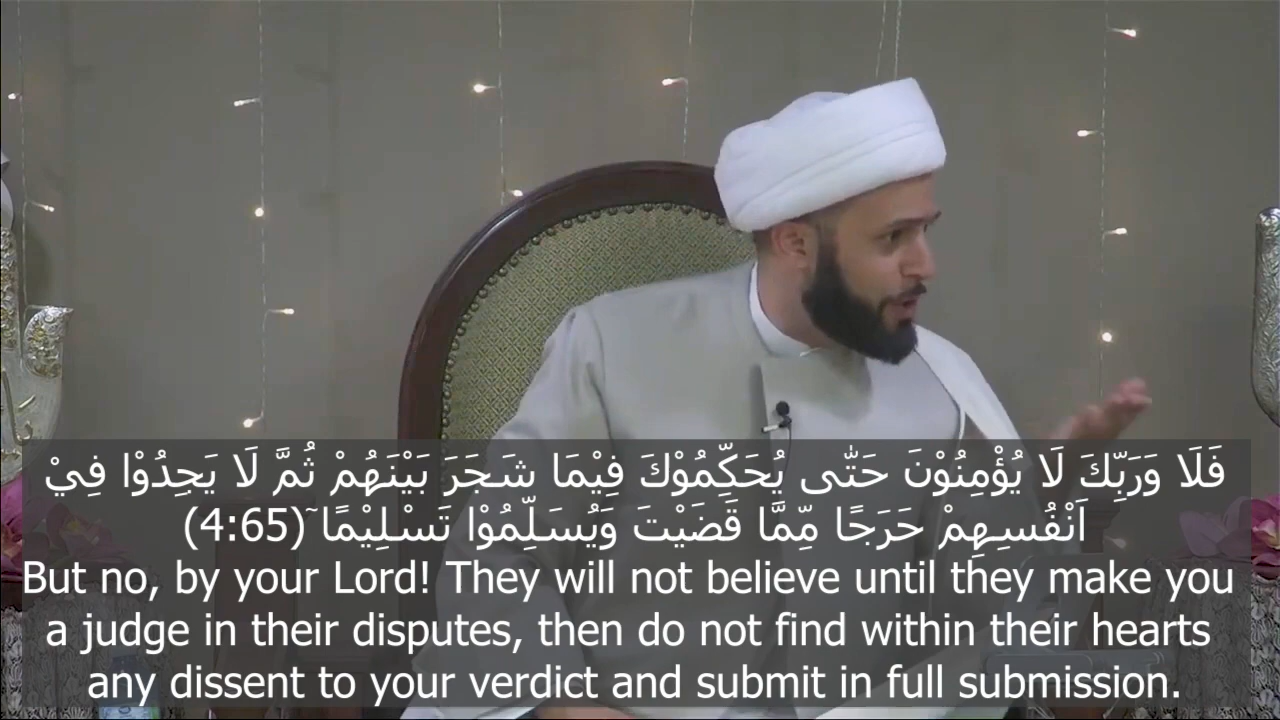 فَلَا وَرَبِّكَ لَا يُؤْمِنُوْنَ حَتّٰى يُحَكِّمُوْكَ فِيْمَا شَجَرَ بَيْنَهُمْ ثُمَّ لَا يَجِدُوْا فِيْ
اَنْفُسِهِمْ حَرَجًا مِّمَّا قَضَيْتَ وَيُسَلِّمُوْا تَسْلِيْمًا ̃ (4:65)
But no, by your Lord! They will not believe until they make you
a judge in their disputes, then do not find within their hearts
any dissent to your verdict and submit in full submission.